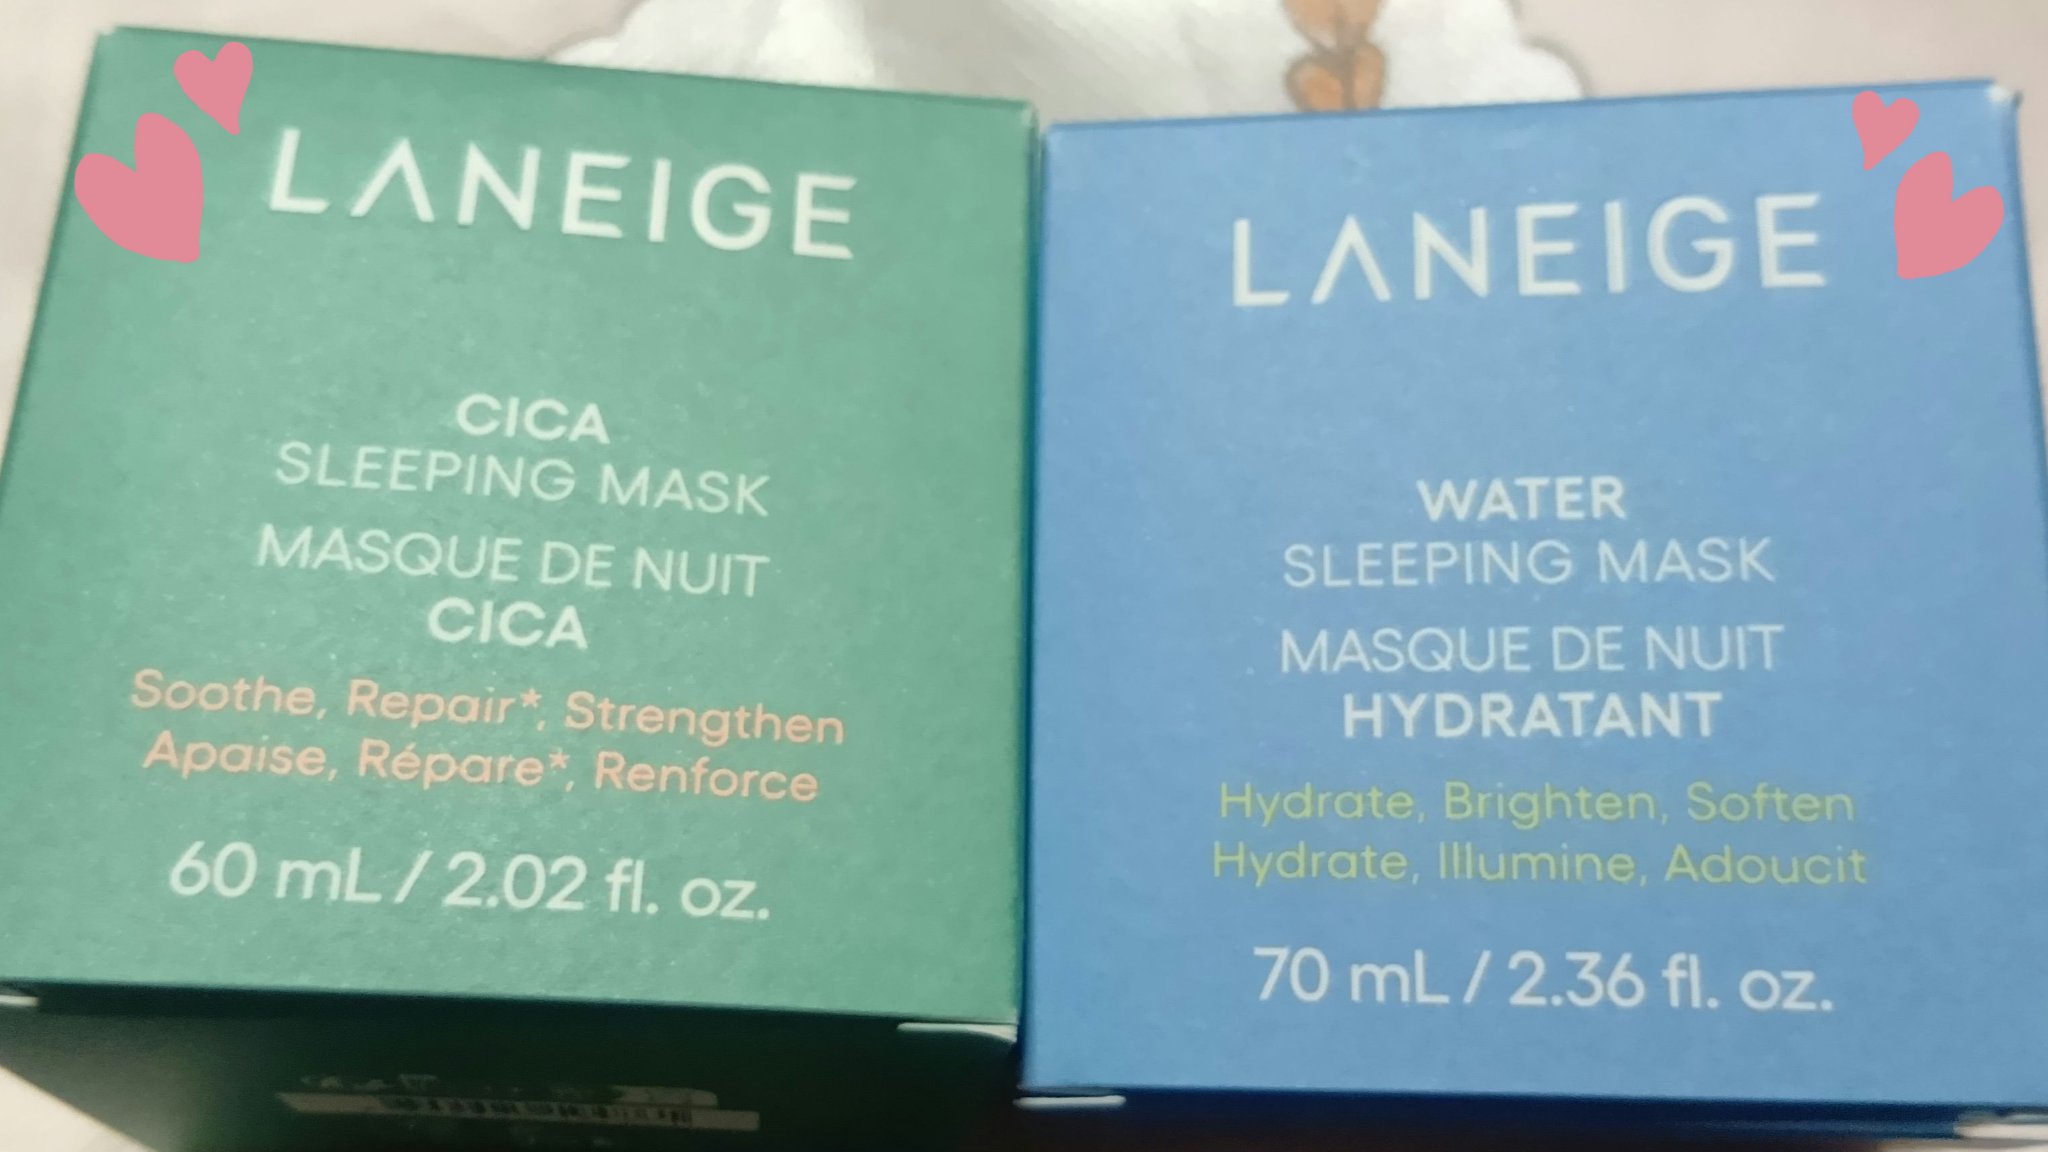 LANEIGE
CICA
SLEEPING MASK
MASQUE DE NUIT
CICA
Soothe, Repair*, Strengthen
Apaise, Répare*, Renforce
60 mL / 2.02 fl. oz.
LANEIGE
WATER
SLEEPING MASK
MASQUE DE NUIT
HYDRATANT
Hydrate, Brighten, Soften
Hydrate, Illumine, Adoucit
70 mL / 2.36 fl. oz.